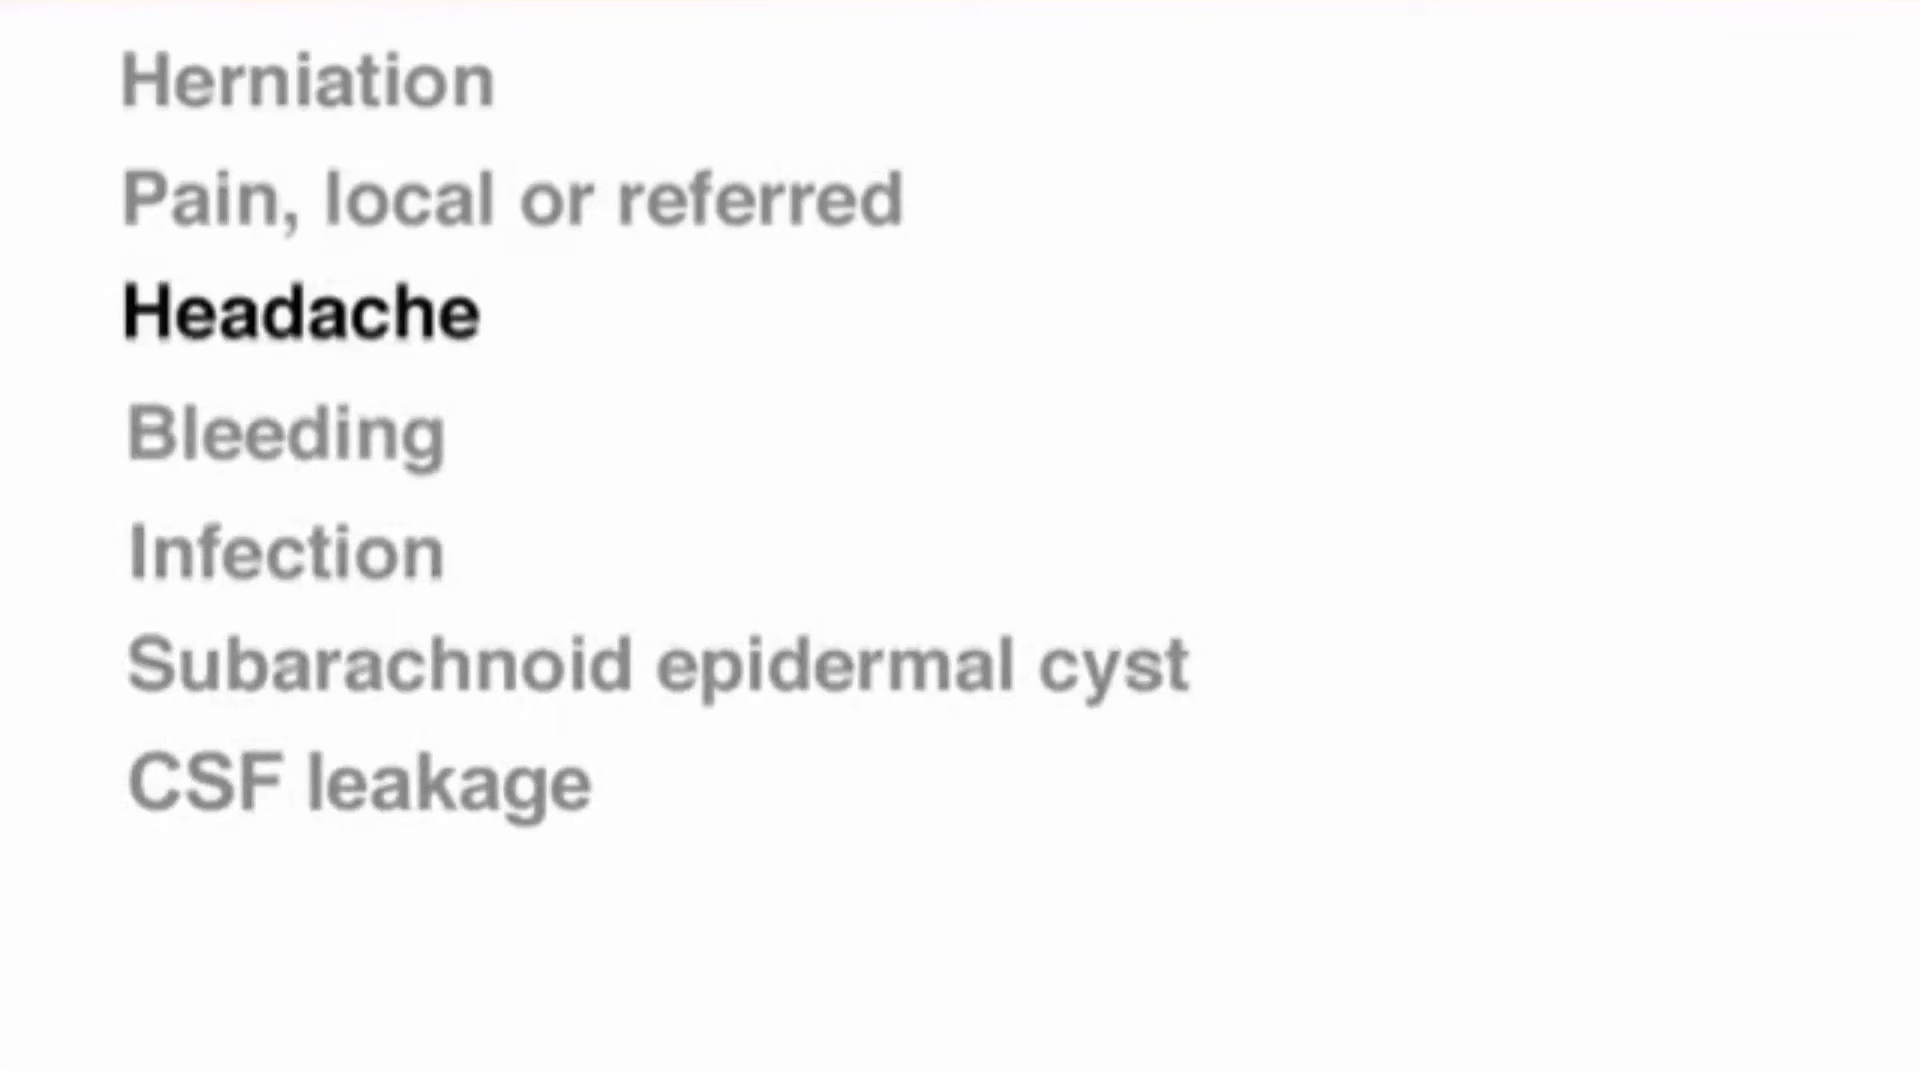 Herniation
Pain, local or referred
Headache
Bleeding
Infection
Subarachnoid epidermal cyst
CSF leakage